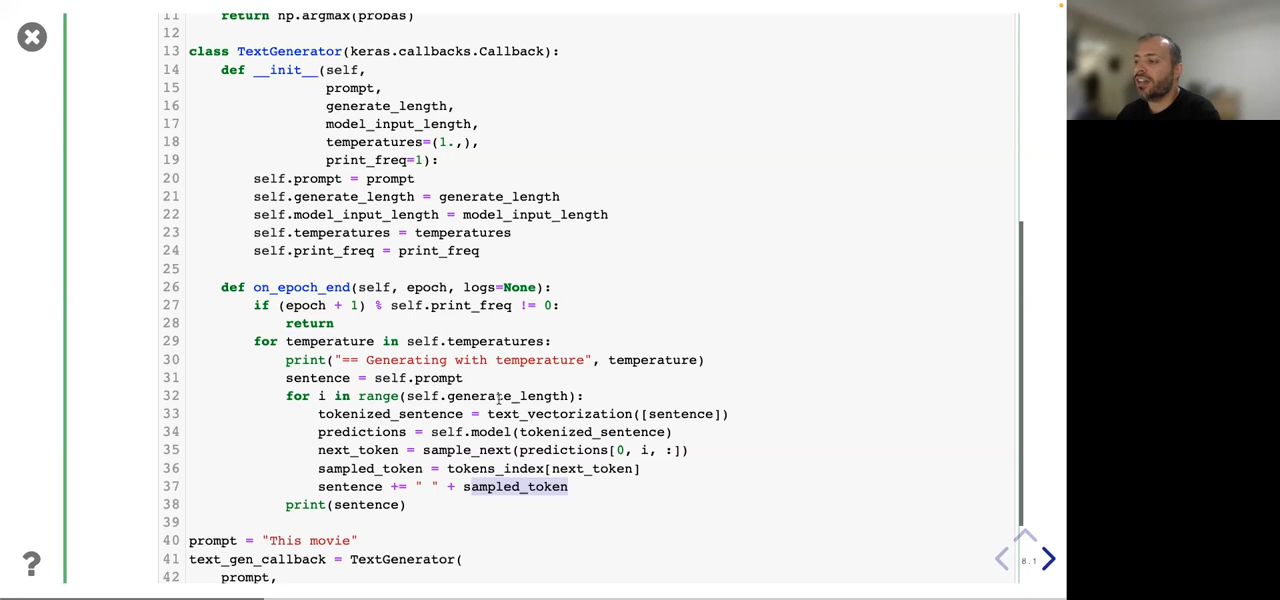 11     return np.argmax(probas)
12
13 class TextGenerator(keras.callbacks.Callback):
14     def __init__(self,
15                  prompt,
16                  generate_length,
17                  model_input_length,
18                  temperatures=(1.,),
19                  print_freq=1):
20         self.prompt = prompt
21         self.generate_length = generate_length
22         self.model_input_length = model_input_length
23         self.temperatures = temperatures
24         self.print_freq = print_freq
25
26     def on_epoch_end(self, epoch, logs=None):
27         if (epoch + 1) % self.print_freq != 0:
28             return
29         for temperature in self.temperatures:
30             print("== Generating with temperature", temperature)
31             sentence = self.prompt
32             for i in range(self.generate_length):
33                 tokenized_sentence = text_vectorization([sentence])
34                 predictions = self.model(tokenized_sentence)
35                 next_token = sample_next(predictions[0, i, :])
36                 sampled_token = tokens_index[next_token]
37                 sentence += " " + sampled_token
38             print(sentence)
39
40 prompt = "This movie"
41 text_gen_callback = TextGenerator(
42     prompt,
?
8.1